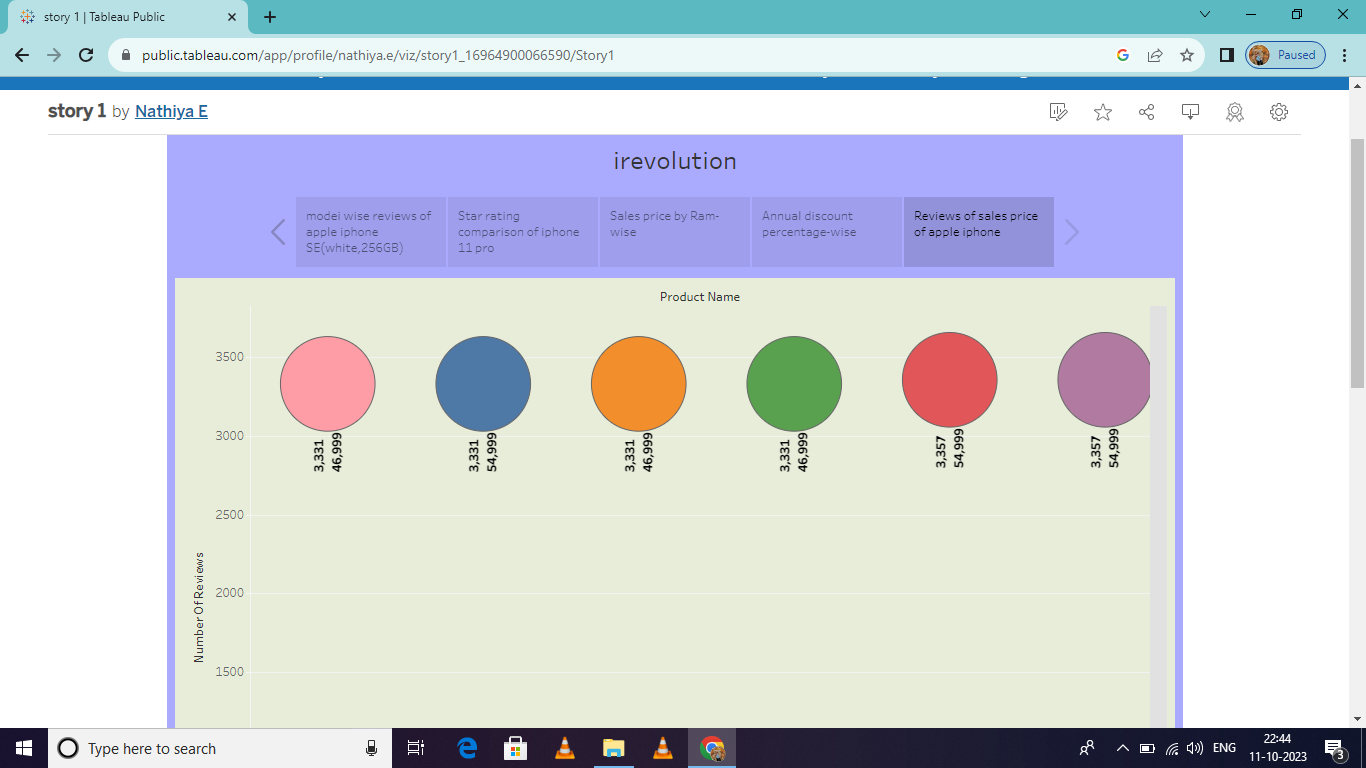 story 1 | Tableau Public
public.tableau.com/app/profile/nathiya.e/viz/story1_16964900066590/Story1
Paused
story 1 by Nathiya E
irevolution
model wise reviews of
apple iphone
SE(white,256GB)
Star rating
comparison of iphone
11 pro
Sales price by Ram-
wise
Annual discount
percentage-wise
Reviews of sales price
of apple iphone
Product Name
3500
3000
2500
2000
1500
Number Of Reviews
3,331
46,999
3,331
54,999
3,331
46,999
3,331
46,999
3,357
54,999
3,357
54,999
Type here to search
ENG
22:44
11-10-2023
3